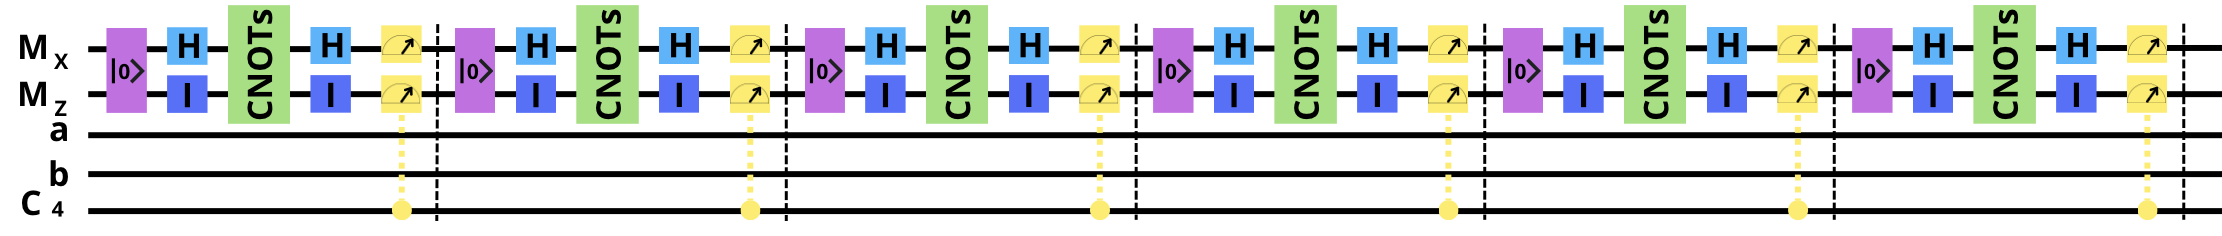 M X |0> H CNOTs H |0> H CNOTs H |0> H CNOTs H |0> H CNOTs H |0> H CNOTs H |0> H CNOTs H
M Z I I I I I I I I I I I I
a
b
C 4